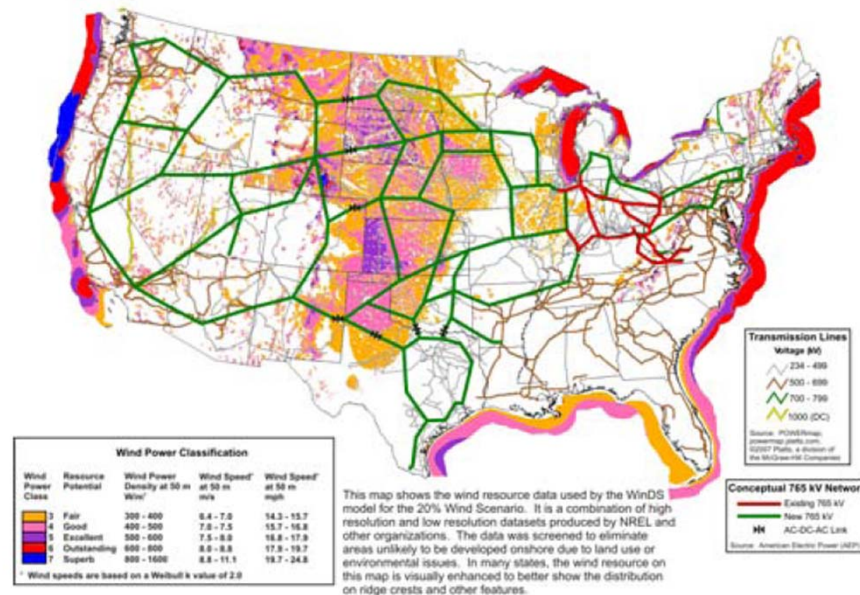 Transmission Lines
Voltage (kV)
234 - 499
500 - 699
700 - 799
1000 (DC)
Source: POWERmap,
powermap.platts.com,
©2007 Platts, a division of
the McGraw-Hill Companies
Wind Power Classification
Wind Power Class
Resource Potential
Wind Power Density at 50 m W/m²
Wind Speed* at 50 m m/s
Wind Speed* at 50 m mph
3 Fair 300 - 400 6.4 - 7.0 14.3 - 15.7
4 Good 400 - 500 7.0 - 7.5 15.7 - 16.8
5 Excellent 500 - 600 7.5 - 8.0 16.8 - 17.9
6 Outstanding 600 - 800 8.0 - 8.8 17.9 - 19.7
7 Superb 800 - 1600 8.8 - 11.1 19.7 - 24.8
* Wind speeds are based on a Weibull k value of 2.0
This map shows the wind resource data used by the WinDS
model for the 20% Wind Scenario. It is a combination of high
resolution and low resolution datasets produced by NREL and
other organizations. The data was screened to eliminate
areas unlikely to be developed onshore due to land use or
environmental issues. In many states, the wind resource on
this map is visually enhanced to better show the distribution
on ridge crests and other features.
Conceptual 765 kV Network
Existing 765 kV
New 765 kV
AC-DC-AC Link
Source: American Electric Power (AEP)